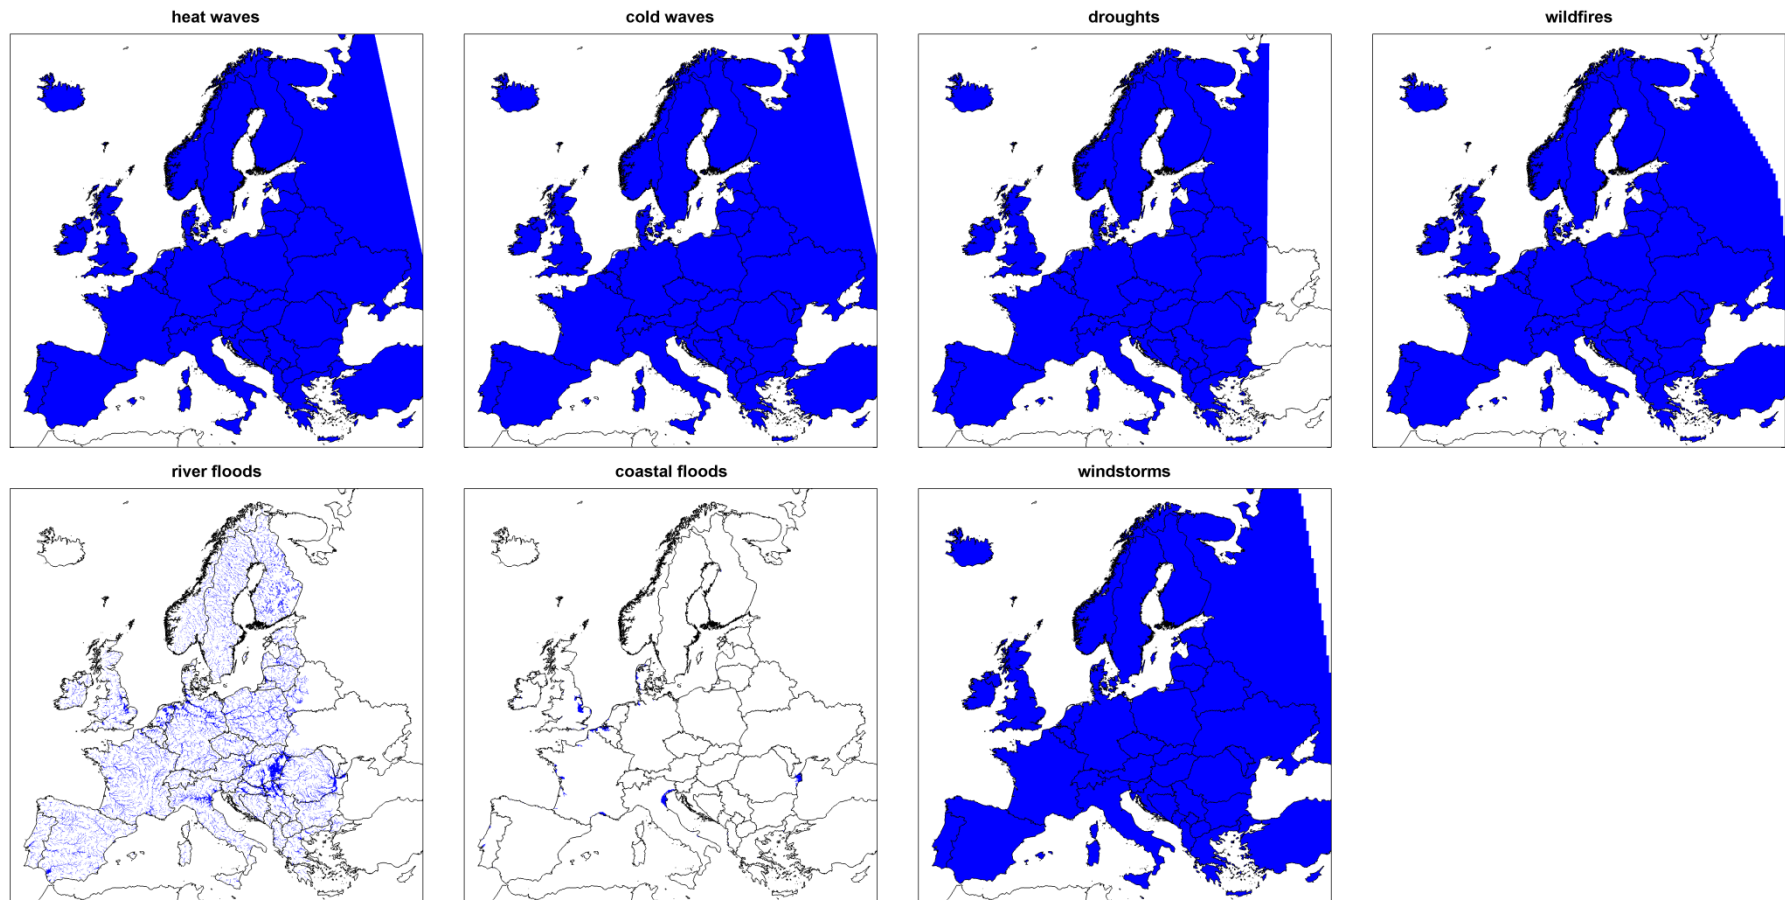 heat waves
cold waves
droughts
wildfires
river floods
coastal floods
windstorms